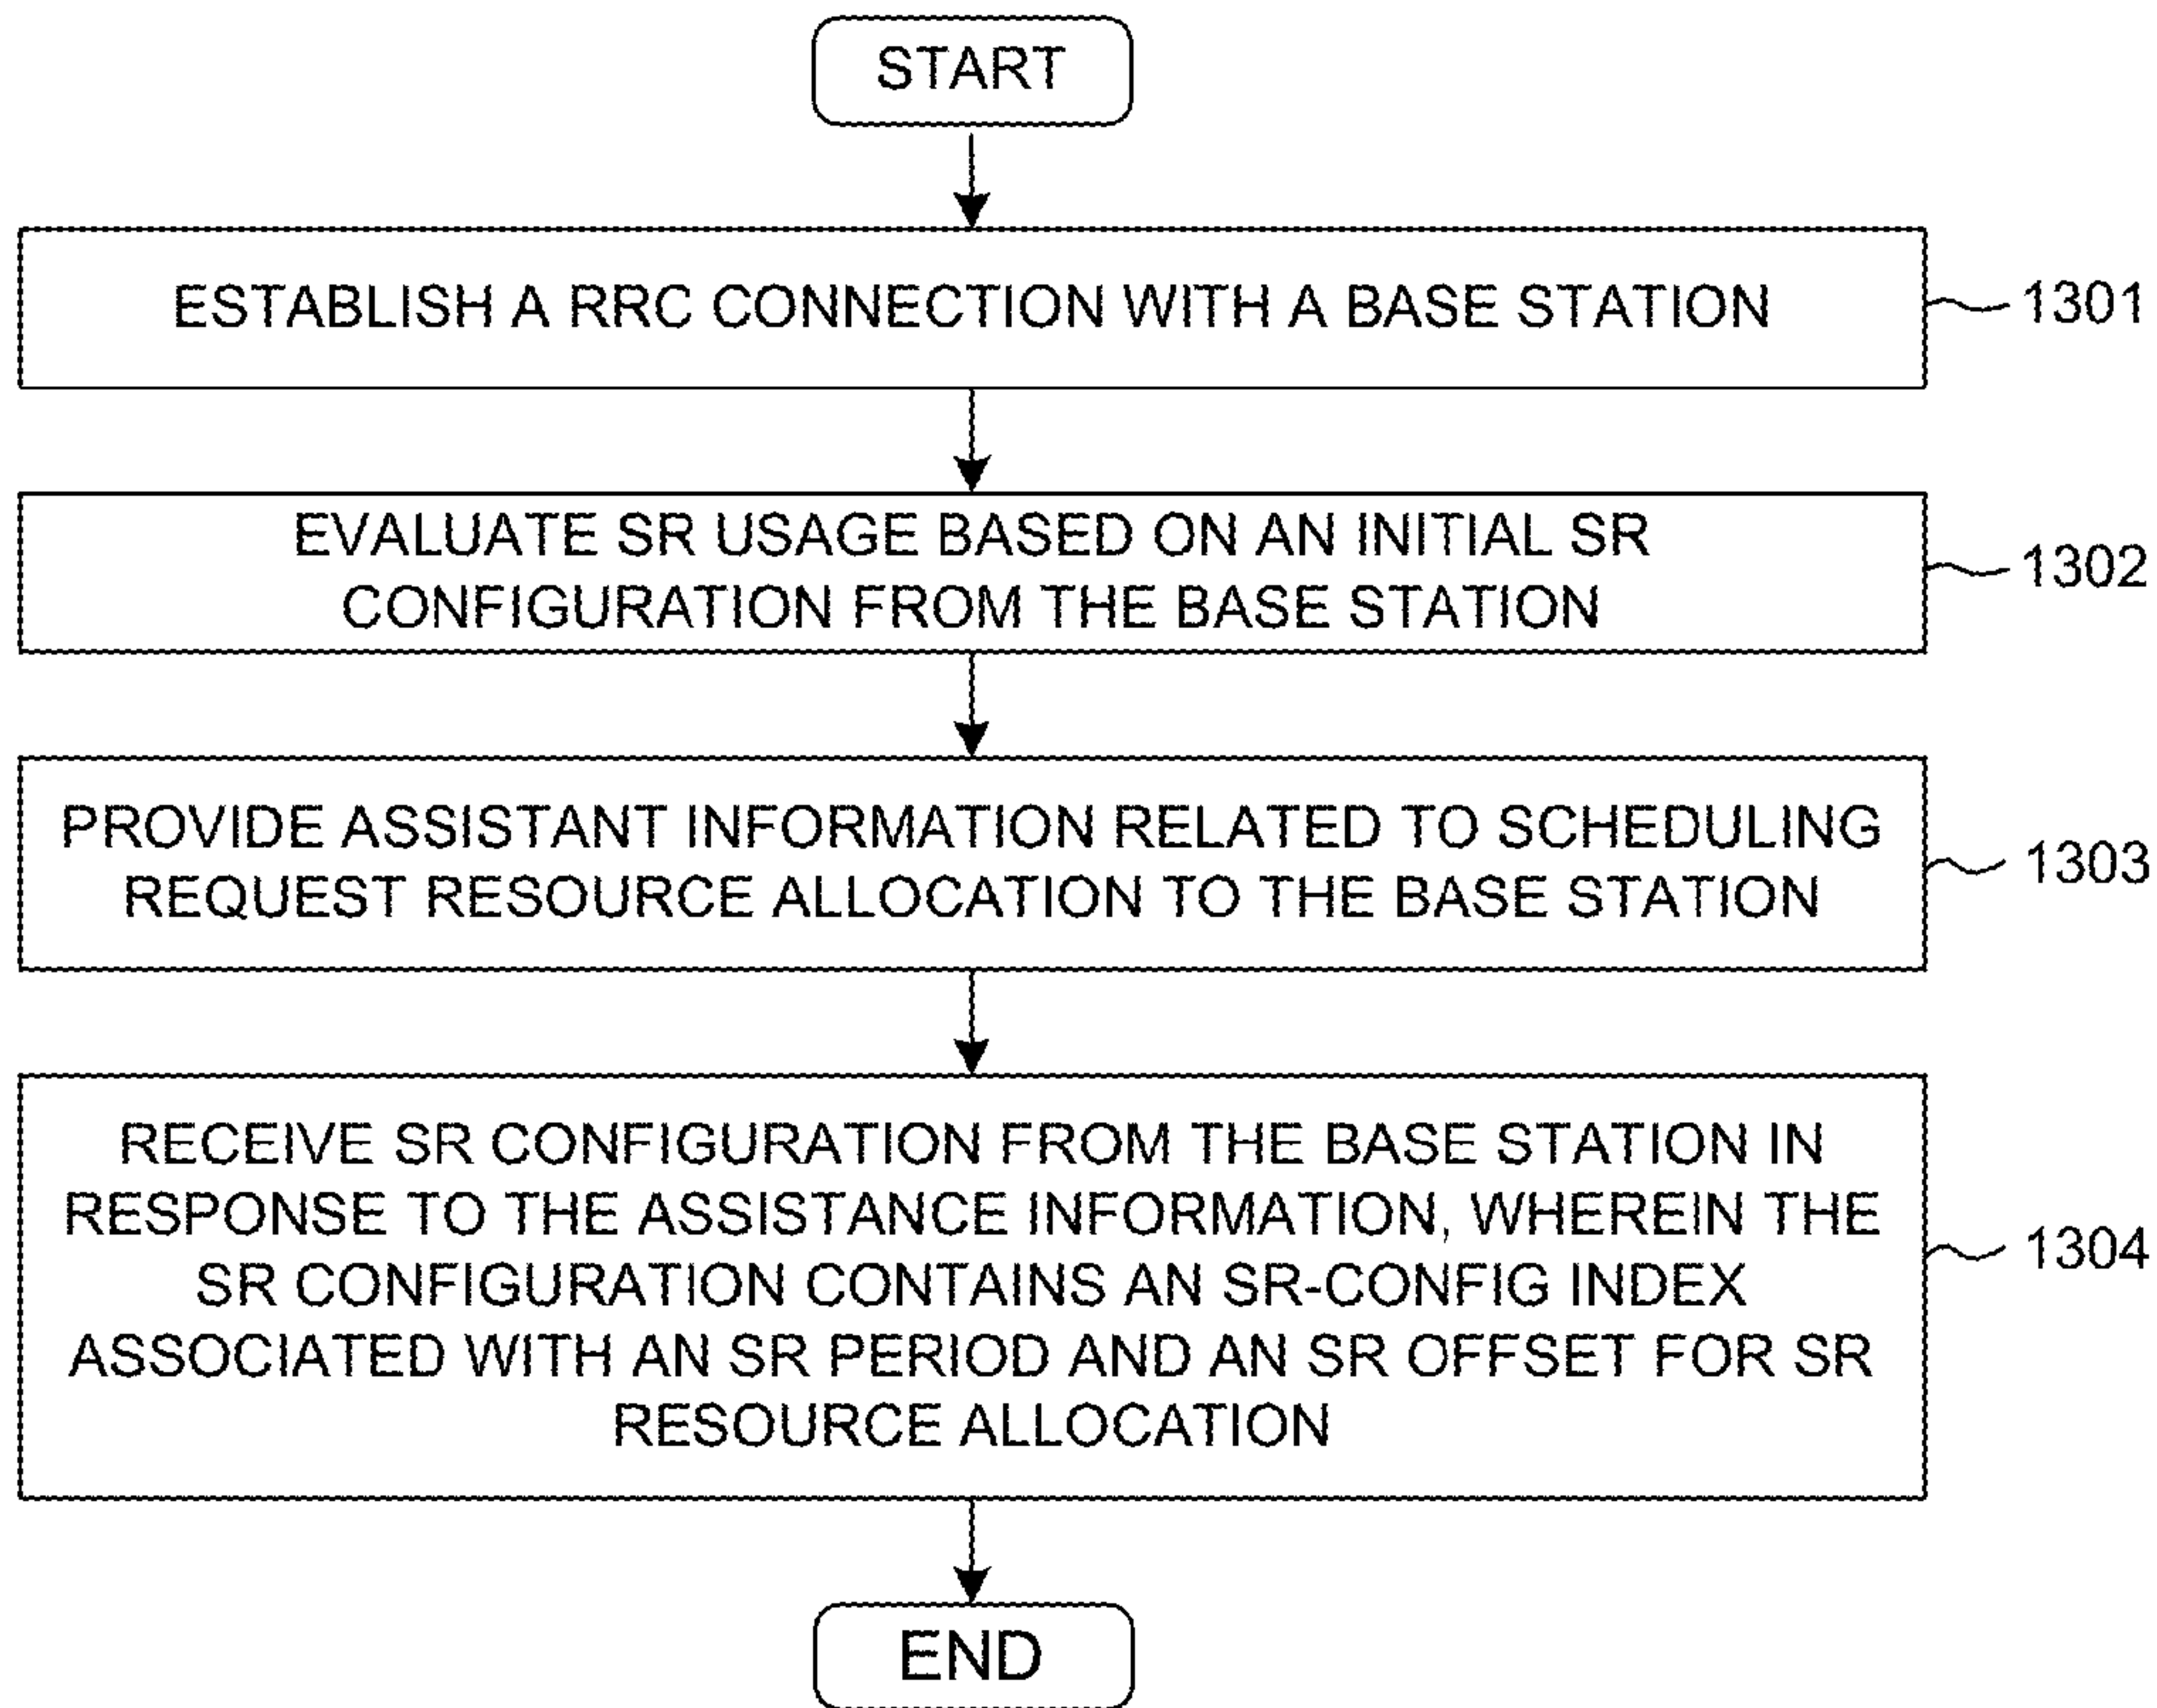 START
ESTABLISH A RRC CONNECTION WITH A BASE STATION
1301
EVALUATE SR USAGE BASED ON AN INITIAL SR
CONFIGURATION FROM THE BASE STATION
1302
PROVIDE ASSISTANT INFORMATION RELATED TO SCHEDULING
REQUEST RESOURCE ALLOCATION TO THE BASE STATION
1303
RECEIVE SR CONFIGURATION FROM THE BASE STATION IN
RESPONSE TO THE ASSISTANCE INFORMATION, WHEREIN THE
SR CONFIGURATION CONTAINS AN SR-CONFIG INDEX
ASSOCIATED WITH AN SR PERIOD AND AN SR OFFSET FOR SR
RESOURCE ALLOCATION
1304
END